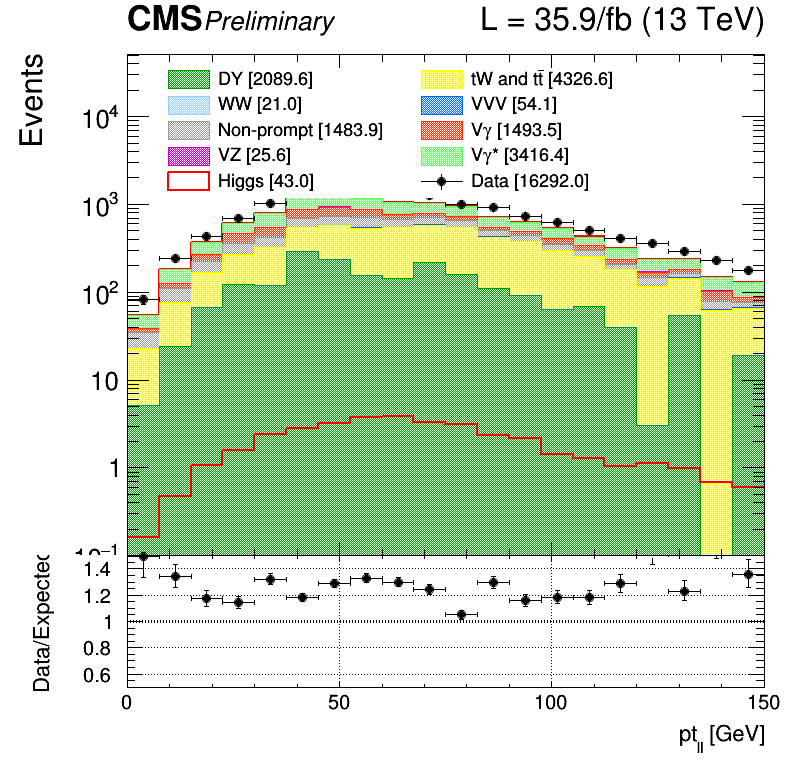 CMS Preliminary L = 35.9/fb (13 TeV)
Events
DY [2089.6] tW and tt̄ [4326.6]
WW [21.0] VVV [54.1]
Non-prompt [1483.9] Vγ [1493.5]
VZ [25.6] Vγ* [3416.4]
Higgs [43.0] Data [16292.0]
10⁴
10³
10²
10
1
10⁻¹
Data/Expected
1.4
1.2
1
0.8
0.6
0 50 100 150
pt_ll [GeV]